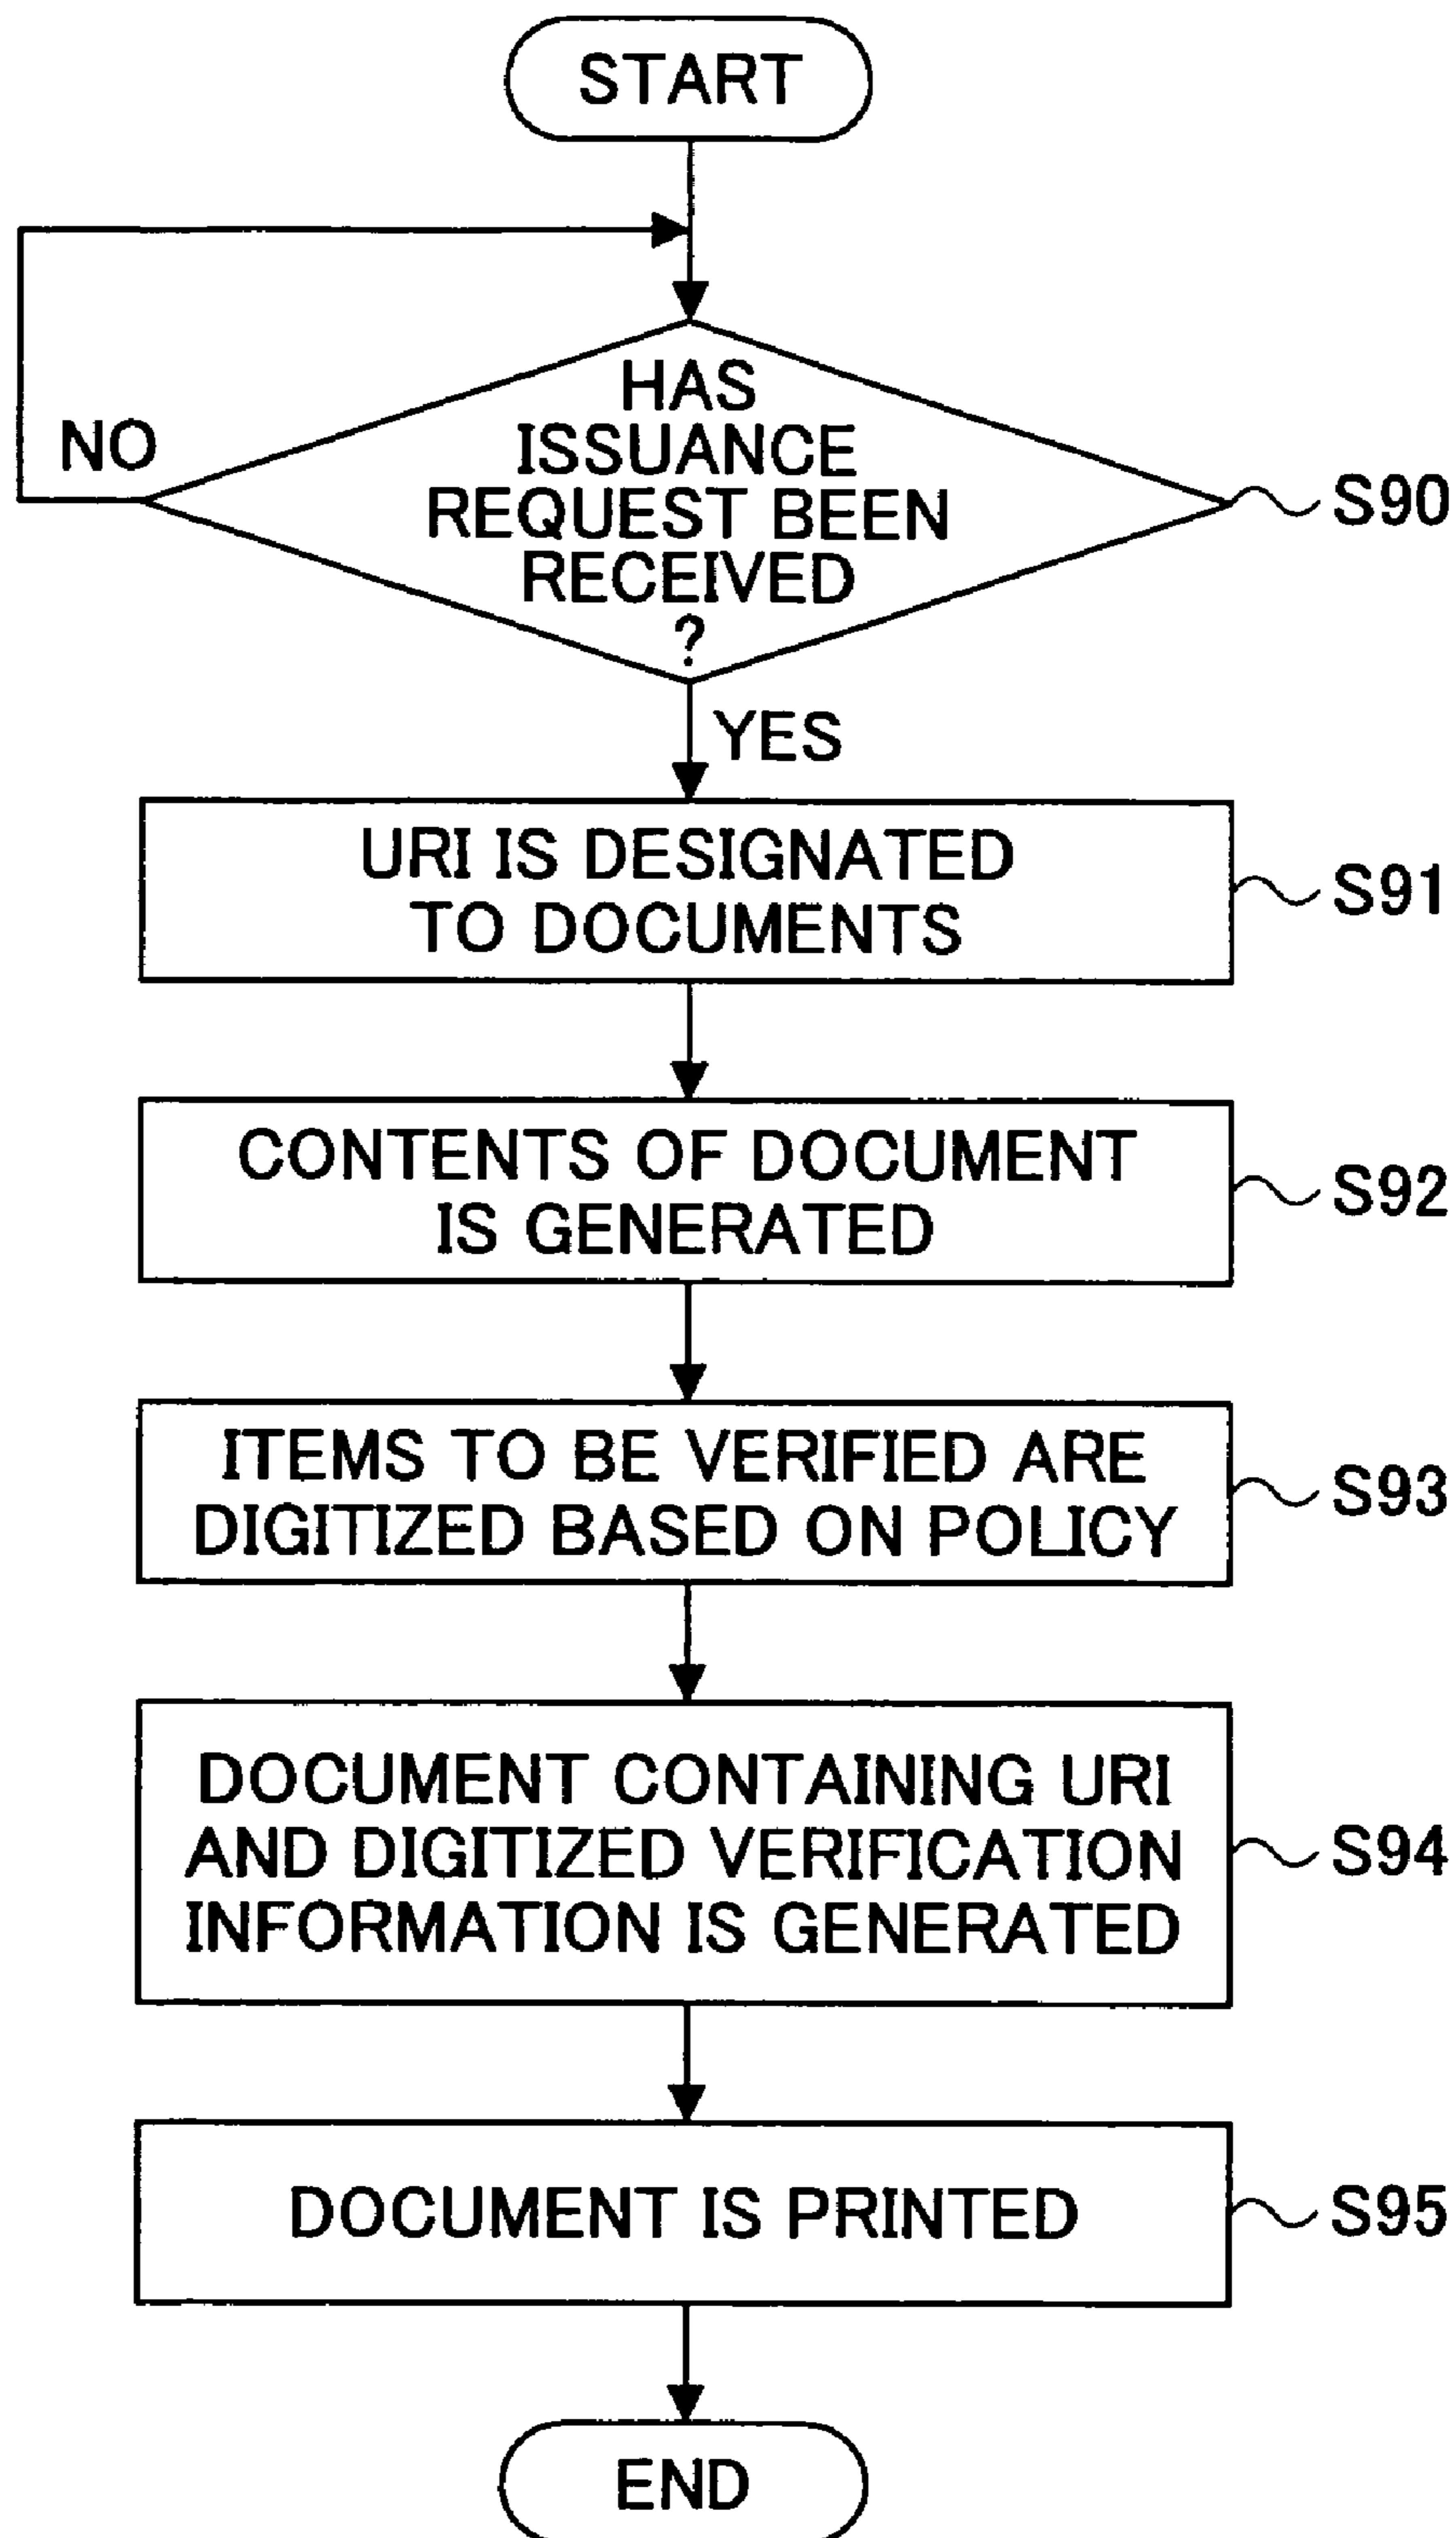 START
HAS
ISSUANCE
REQUEST BEEN
RECEIVED
?
NO
S90
YES
URI IS DESIGNATED
TO DOCUMENTS
S91
CONTENTS OF DOCUMENT
IS GENERATED
S92
ITEMS TO BE VERIFIED ARE
DIGITIZED BASED ON POLICY
S93
DOCUMENT CONTAINING URI
AND DIGITIZED VERIFICATION
INFORMATION IS GENERATED
S94
DOCUMENT IS PRINTED
S95
END